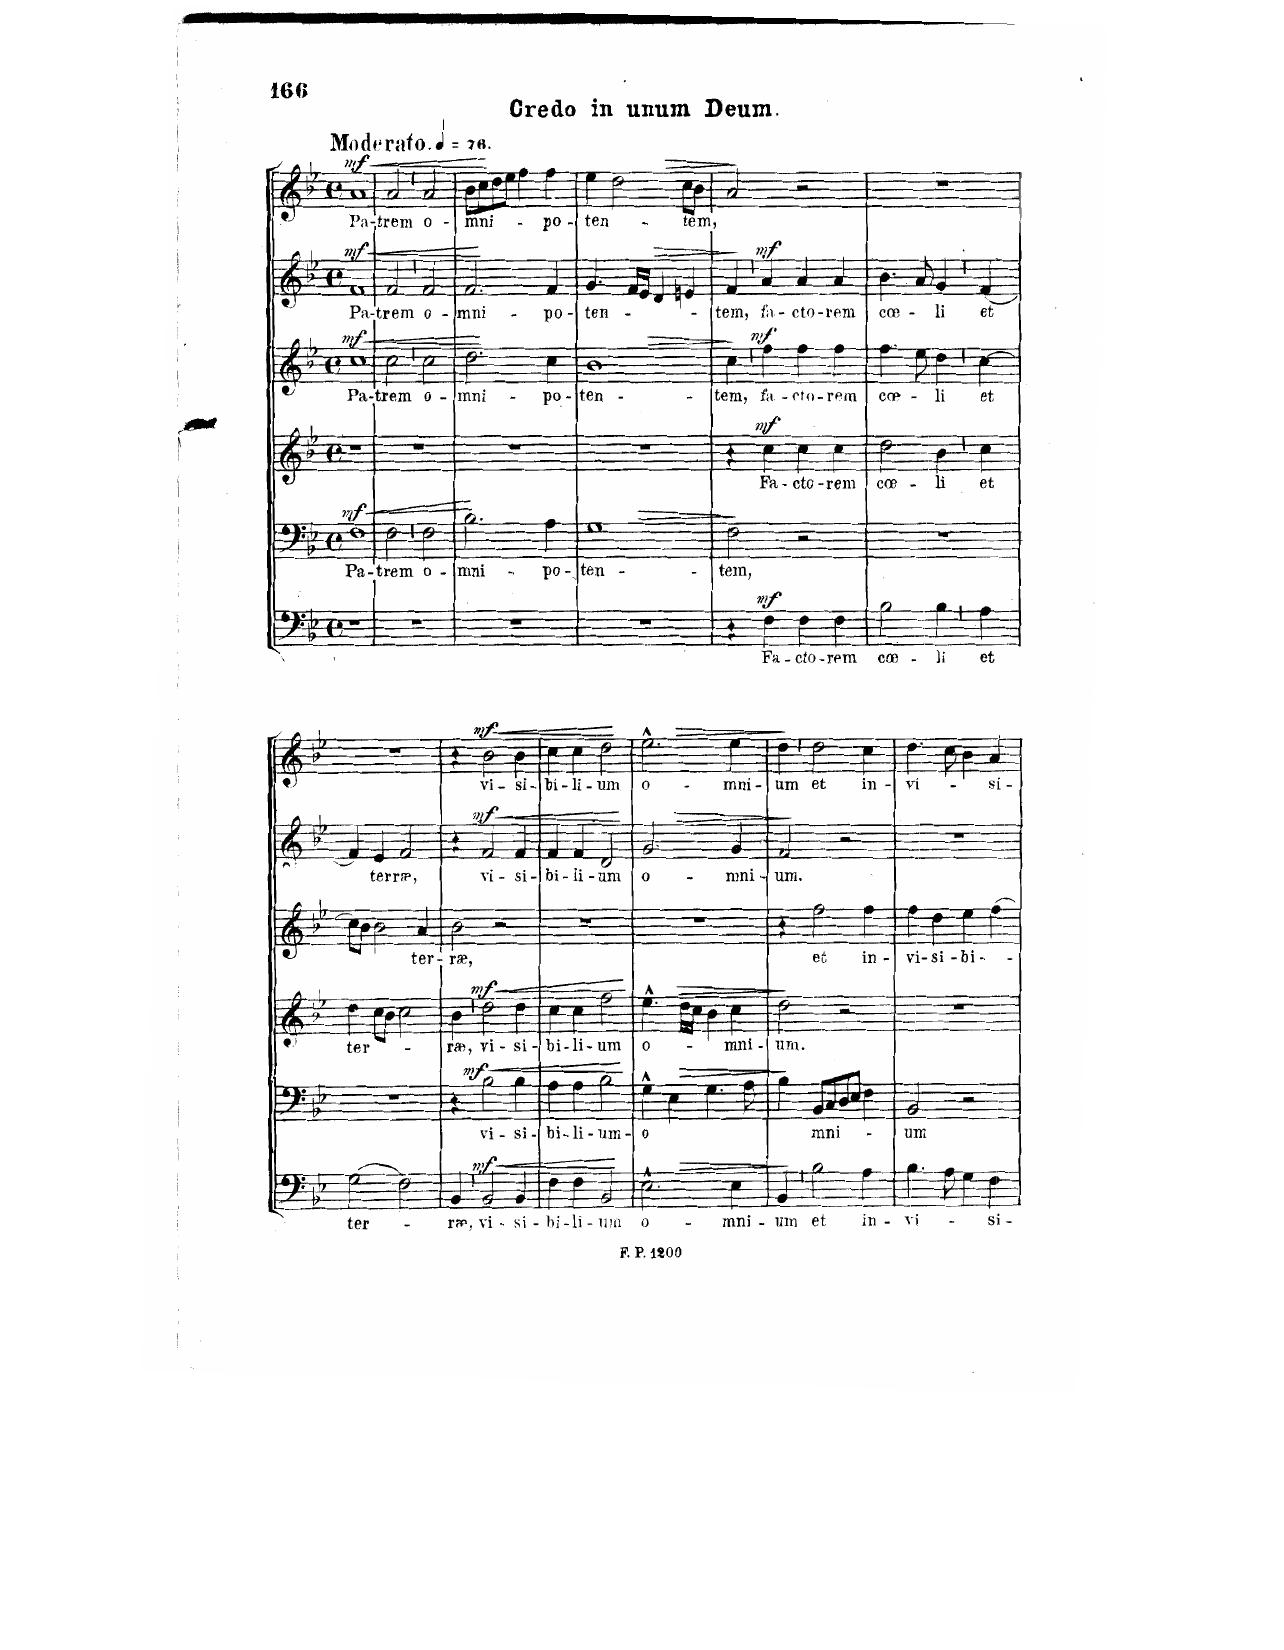 166
Credo in unum Deum.
Moderato. = 76.
mf
Pa-trem o-mni - po-ten - tem,
mf mf
Pa-trem o-mni - po-ten - - tem, fa-cto-rem cœ - li et
mf mf
Pa-trem o-mni - po-ten - - tem, fa-cto-rem cœ - li et
mf
Fa-cto-rem cœ - li et
mf
Pa-trem o-mni - po-ten - - tem,
mf
Fa-cto-rem cœ - li et
mf
vi-si-bi-li-um o - mni-um et in-vi - si-
mf
terræ, vi-si-bi-li-um o - mni-um.
ter-ræ, et in-vi-si-bi--
mf
ter - ræ, vi-si-bi-li-um o - mni-um.
mf
vi-si-bi-li-um-o mni - um
mf
ter - ræ, vi-si-bi-li-um o - mni-um et in-vi - si-
F. P. 1200